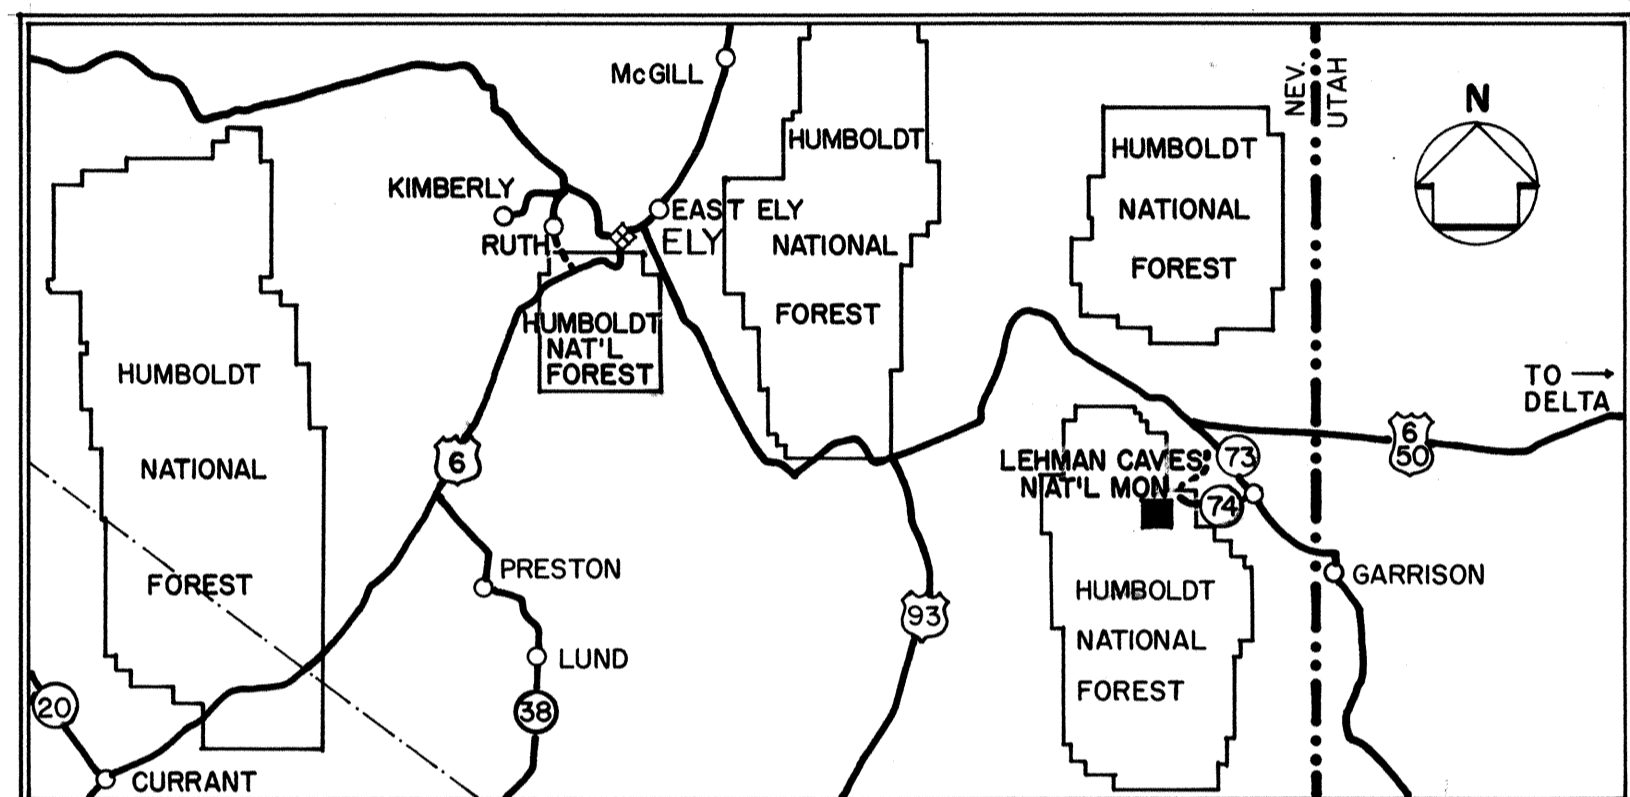 McGILL
NEV.
UTAH
N
HUMBOLDT
NATIONAL
FOREST
HUMBOLDT
NATIONAL
FOREST
KIMBERLY
EAST ELY
ELY
RUTH
HUMBOLDT
NAT'L
FOREST
HUMBOLDT
NATIONAL
FOREST
TO →
DELTA
6
6
50
LEHMAN CAVES
NAT'L MON
73
74
PRESTON
GARRISON
HUMBOLDT
NATIONAL
FOREST
93
LUND
20
38
CURRANT